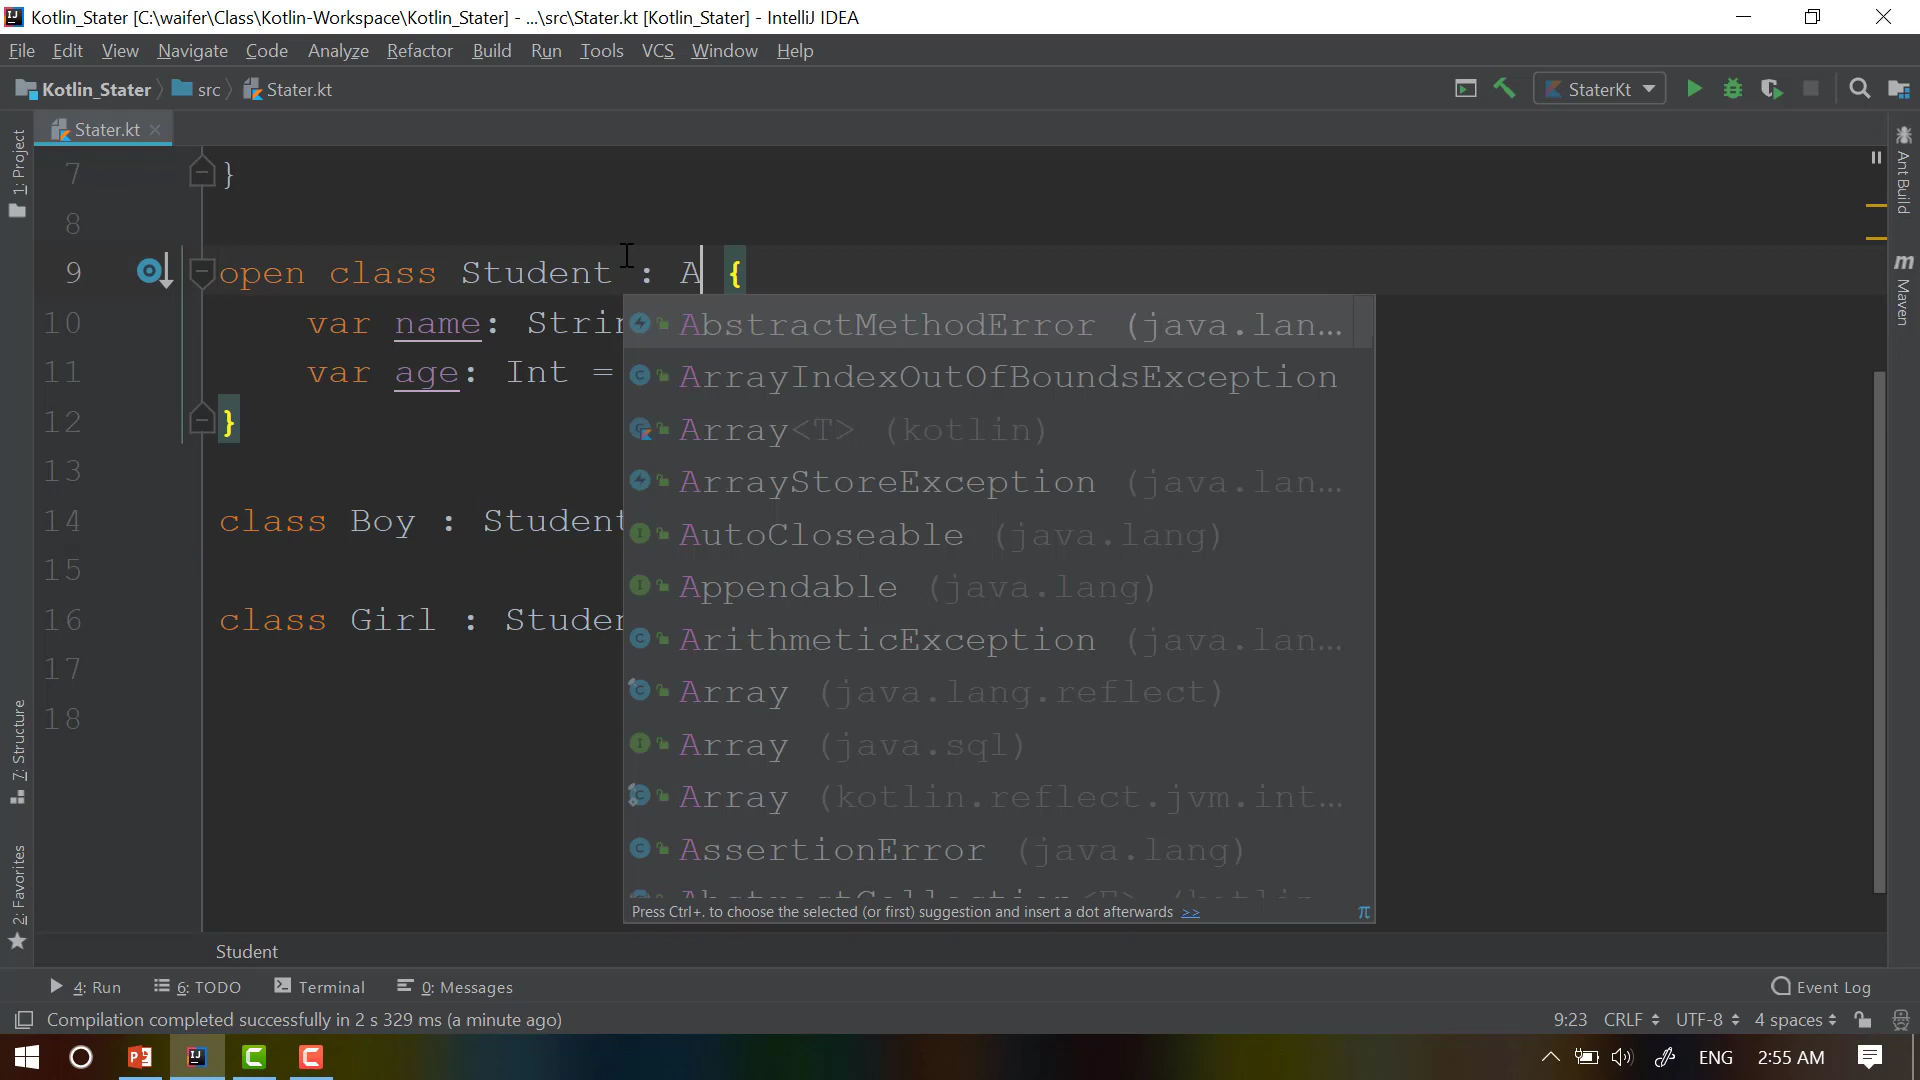 Kotlin_Stater [C:\waifer\Class\Kotlin-Workspace\Kotlin_Stater] - ...\src\Stater.kt [Kotlin_Stater] - IntelliJ IDEA
File Edit View Navigate Code Analyze Refactor Build Run Tools VCS Window Help
Kotlin_Stater src Stater.kt StaterKt
Stater.kt
1: Project
7: Structure
2: Favorites
Ant Build
Maven
7 }
8
9 open class Student : A {
10 var name: Strin
11 var age: Int =
12 }
13
14 class Boy : Student
15
16 class Girl : Studen
17
18
AbstractMethodError (java.lan...
ArrayIndexOutOfBoundsException
Array<T> (kotlin)
ArrayStoreException (java.lan...
AutoCloseable (java.lang)
Appendable (java.lang)
ArithmeticException (java.lan...
Array (java.lang.reflect)
Array (java.sql)
Array (kotlin.reflect.jvm.int...
AssertionError (java.lang)
Press Ctrl+. to choose the selected (or first) suggestion and insert a dot afterwards >> π
Student
4: Run 6: TODO Terminal 0: Messages Event Log
Compilation completed successfully in 2 s 329 ms (a minute ago) 9:23 CRLF UTF-8 4 spaces
ENG 2:55 AM